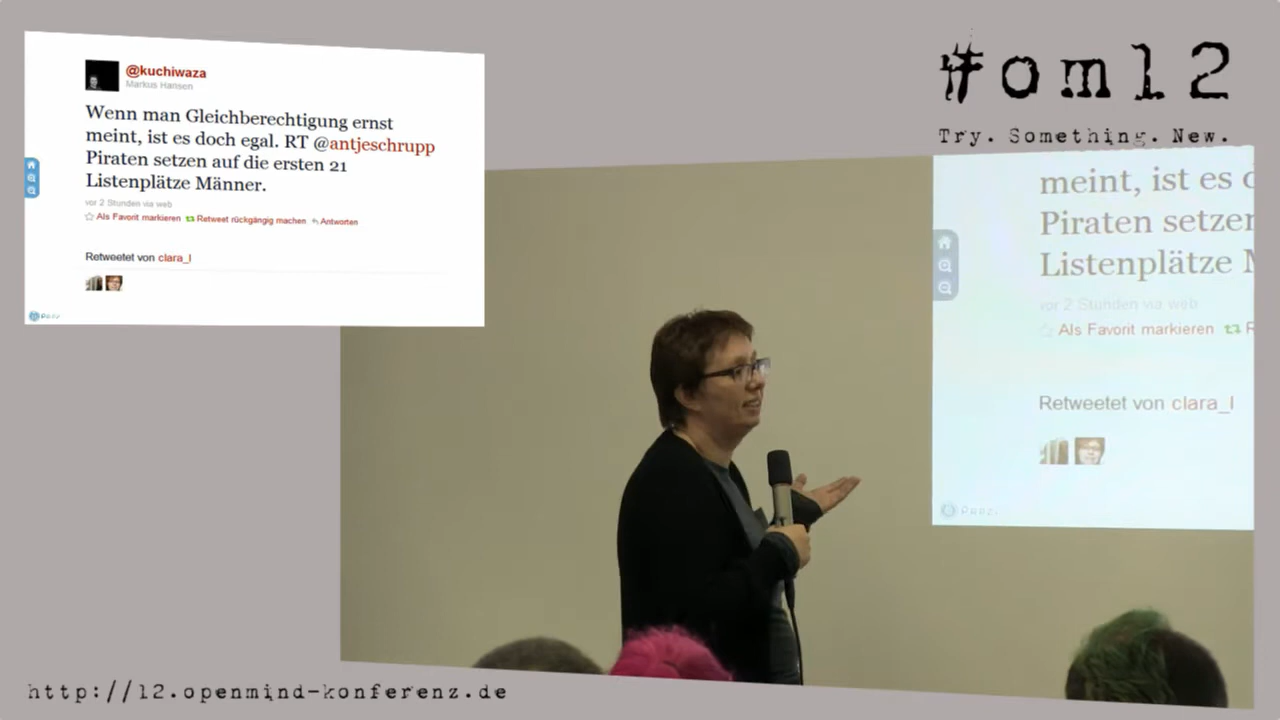 @kuchiwaza
Markus Hansen
Wenn man Gleichberechtigung ernst
meint, ist es doch egal. RT @antjeschrupp
Piraten setzen auf die ersten 21
Listenplätze Männer.
vor 2 Stunden via web
Als Favorit markieren Retweet rückgängig machen Antworten
Retweetet von clara_l
Prezi
#om12
Try. Something. New.
meint, ist es d
Piraten setzen
Listenplätze M
vor 2 Stunden via web
Als Favorit markieren R
Retweetet von clara_l
Prezi
http://12.openmind-konferenz.de